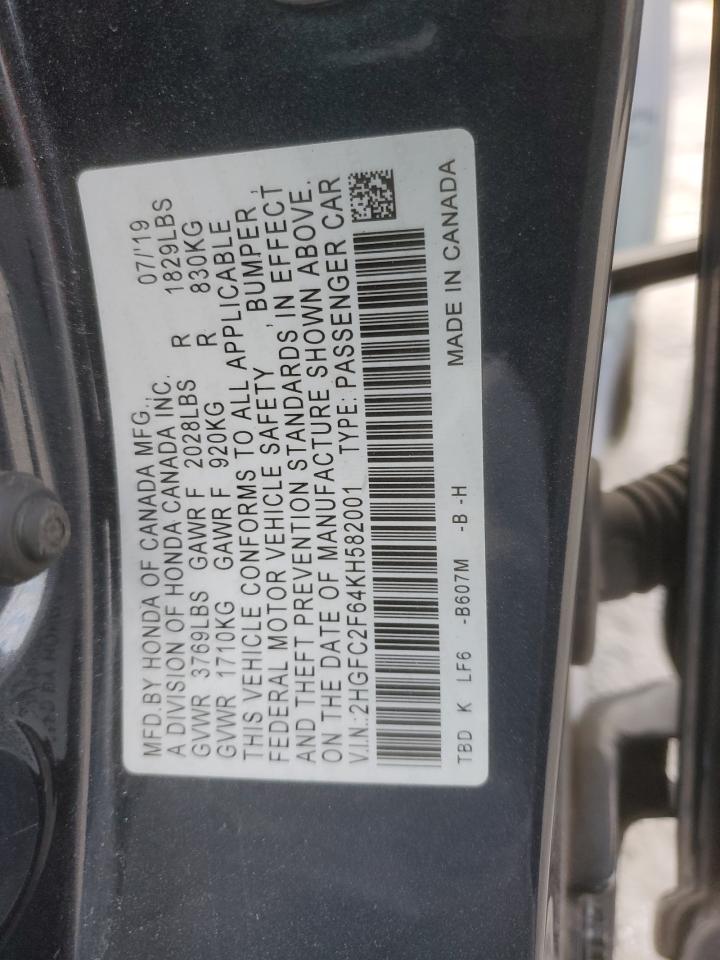 MFD.BY HONDA OF CANADA MFG., 07/'19
A DIVISION OF HONDA CANADA INC.
GVWR 3769LBS GAWR F 2028LBS R 1829LBS
GVWR 1710KG GAWR F 920KG R 830KG
THIS VEHICLE CONFORMS TO ALL APPLICABLE
FEDERAL MOTOR VEHICLE SAFETY, BUMPER,
AND THEFT PREVENTION STANDARDS, IN EFFECT
ON THE DATE OF MANUFACTURE SHOWN ABOVE.
V.I.N.:2HGFC2F64KH582001 TYPE: PASSENGER CAR
TBD K LF6 -B607M -B -H MADE IN CANADA